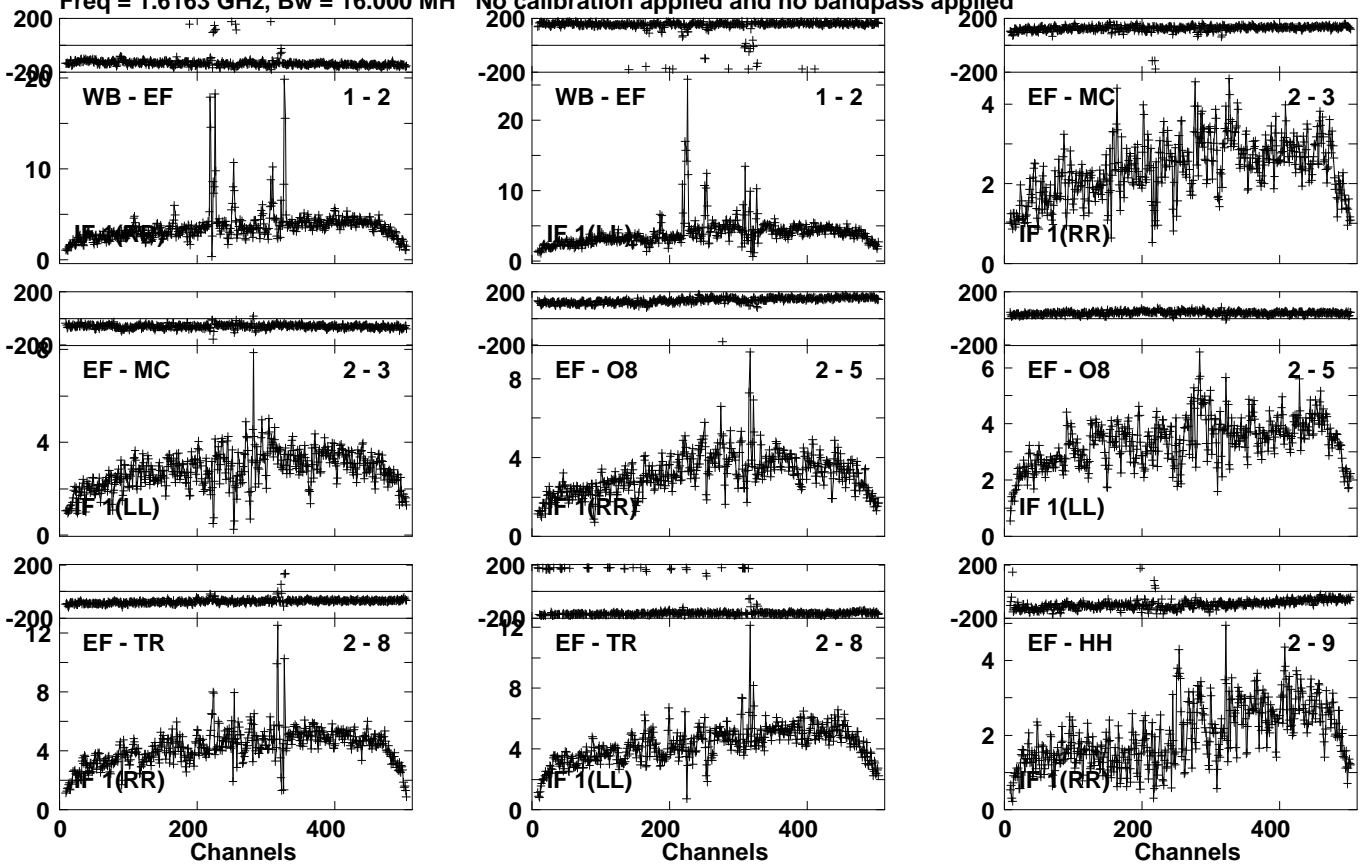 Freq = 1.6163 GHz, Bw = 16.000 MH No calibration applied and no bandpass applied
200 200 200
-200 -200 -200
20
WB - EF 1 - 2 WB - EF 1 - 2 EF - MC 2 - 3
20 4
10 10 2
IF 1(RR) IF 1(LL) IF 1(RR)
0 0 0
200 200 200
-200 -200 -200
8
EF - MC 2 - 3 EF - O8 2 - 5 EF - O8 2 - 5
8 6
4 4 4
2
IF 1(LL) IF 1(RR) IF 1(LL)
0 0 0
200 200 200
-200 -200 -200
12 12
EF - TR 2 - 8 EF - TR 2 - 8 EF - HH 2 - 9
8 8 4
4 4 2
IF 1(RR) IF 1(LL) IF 1(RR)
0 0 0
0 200 400 0 200 400 0 200 400
Channels Channels Channels